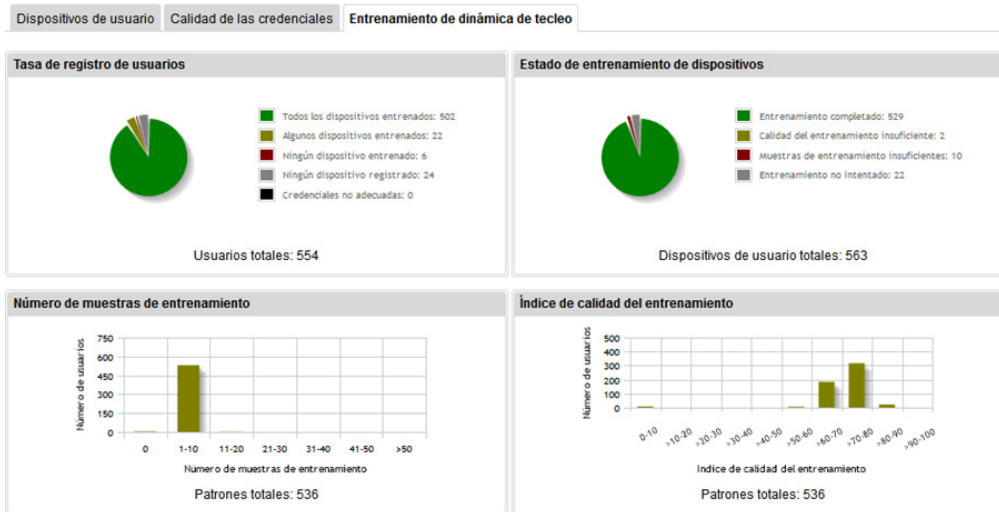 Dispositivos de usuario
Calidad de las credenciales
Entrenamiento de dinámica de tecleo
Tasa de registro de usuarios
Todos los dispositivos entrenados: 502
Algunos dispositivos entrenados: 22
Ningún dispositivo entrenado: 6
Ningún dispositivo registrado: 24
Credenciales no adecuadas: 0
Usuarios totales: 554
Estado de entrenamiento de dispositivos
Entrenamiento completado: 529
Calidad del entrenamiento insuficiente: 2
Muestras de entrenamiento insuficientes: 10
Entrenamiento no intentado: 22
Dispositivos de usuario totales: 563
Número de muestras de entrenamiento
Número de usuarios
750
600
450
300
150
0
0 1-10 11-20 21-30 31-40 41-50 >50
Número de muestras de entrenamiento
Patrones totales: 536
Índice de calidad del entrenamiento
Número de usuarios
500
400
300
200
100
0
0-10 >10-20 >20-30 >30-40 >40-50 >50-60 >60-70 >70-80 >80-90 >90-100
Indice de calidad del entrenamiento
Patrones totales: 536